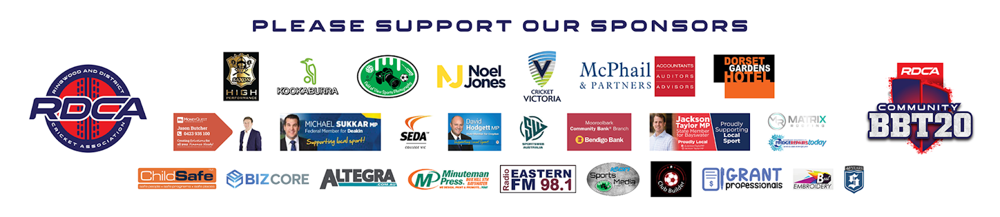 PLEASE SUPPORT OUR SPONSORS
RINGWOOD AND DISTRICT
RDCA
CRICKET ASSOCIATION
SAXON
HIGH
PERFORMANCE
KOOKABURRA
Field of View Sports Photography
NJ Noel
Jones
V
CRICKET
VICTORIA
McPhail
& PARTNERS
ACCOUNTANTS
AUDITORS
ADVISORS
DORSET
GARDENS
HOTEL
RDCA
COMMUNITY
BBT20
MONEYQUEST
Jason Butcher
0423 935 100
Creating Solutions for
all your Finance Needs!
MICHAEL SUKKAR MP
Federal Member for Deakin
Supporting local sport!
SEDA
COLLEGE VIC
David
Hodgett MP
State Member for Croydon
Supporting Local Sport
SW
SPORTSWEB
AUSTRALIA
Mooroolbark
Community Bank® Branch
Bendigo Bank
Jackson
Taylor MP
State Member
for Bayswater
Proudly Local
Proudly
Supporting
Local
Sport
MR MATRIX
ROOFING
FRIDGEREPAIRStoday
ChildSafe
safe people • safe programs • safe places
BIZCORE
ALTEGRA
.COM.AU
MP Minuteman
Press.
BOX HILL STH
BAYSWATER
WE DESIGN, PRINT & PROMOTE...YOU!
Radio
EASTERN
FM 98.1
Sports
Media
Club Builder
GRANT
professionals
Best
EMBROIDERY
40 YEARS
S